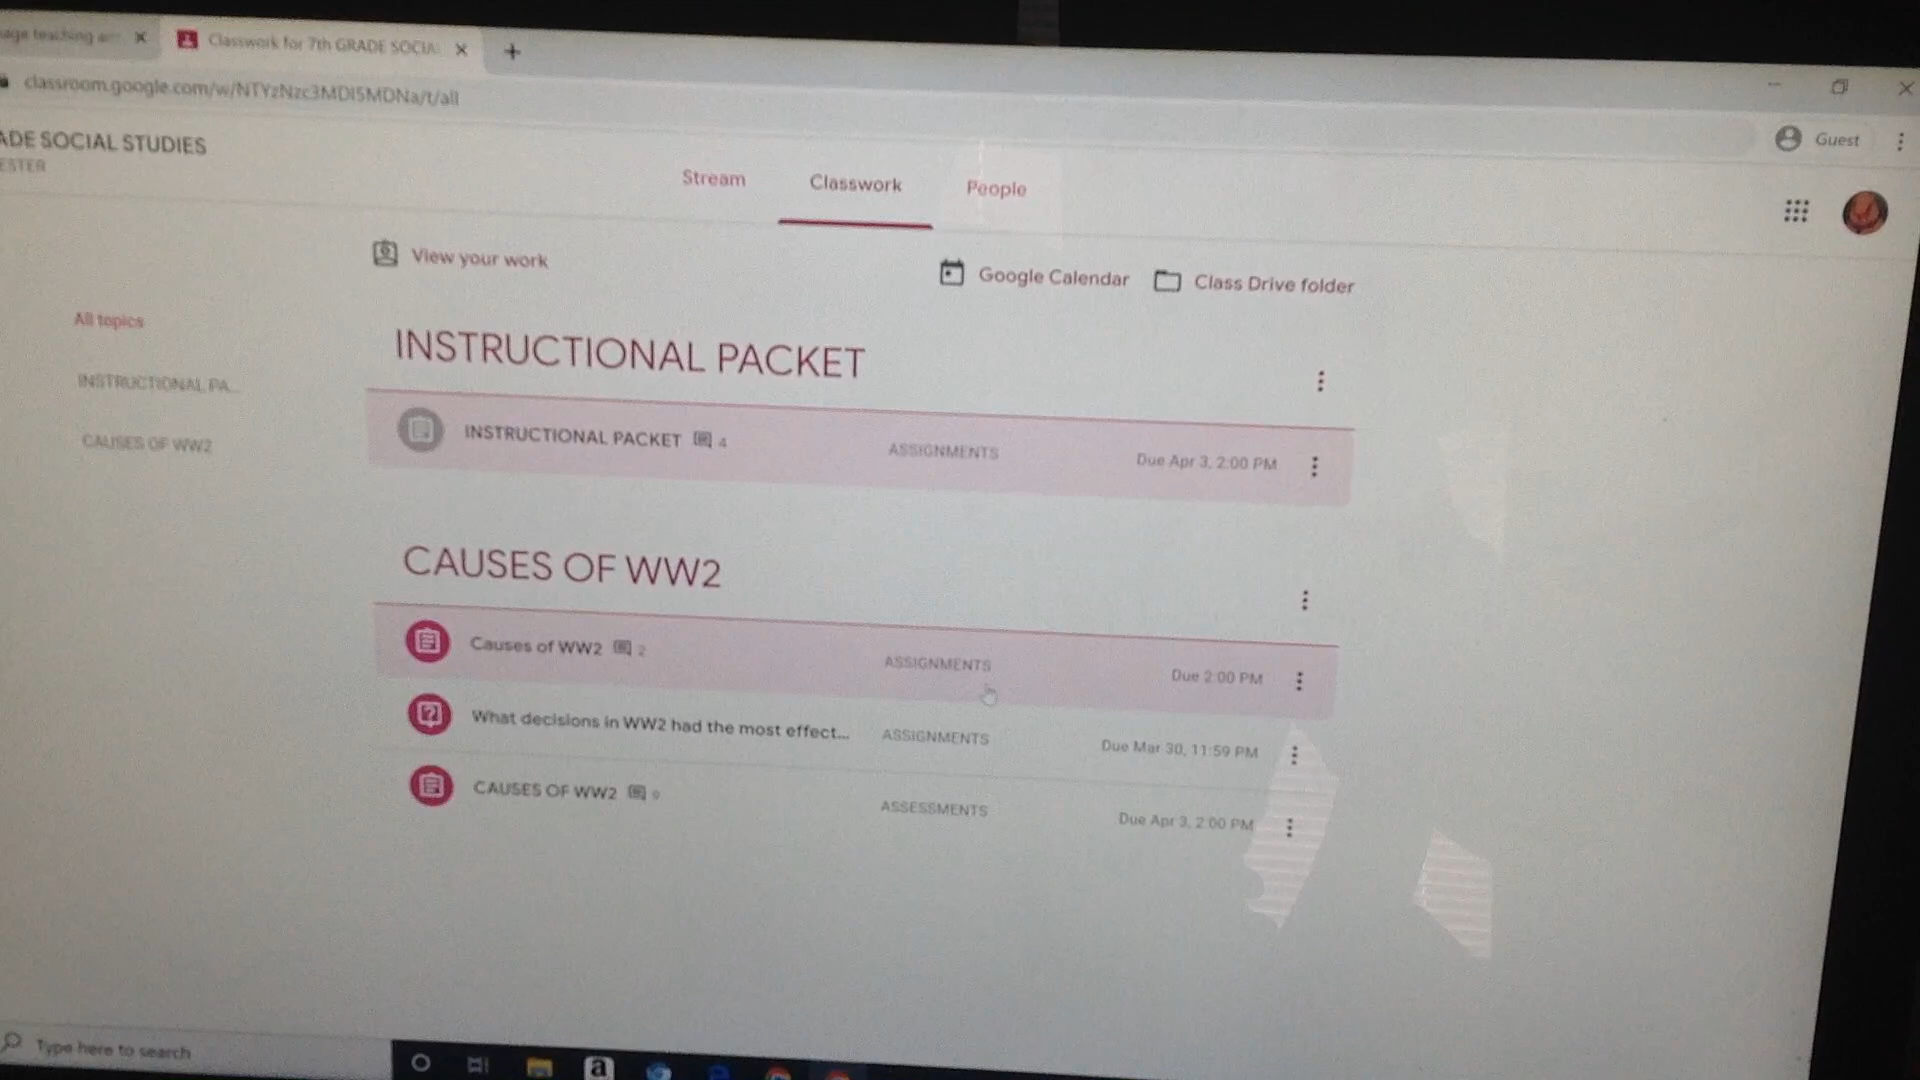 Classwork for 7th GRADE SOCIA
classroom.google.com/w/NTYzNzc3MDI5MDNa/t/all
Guest
ADE SOCIAL STUDIES
ESTER
Stream Classwork People
View your work
Google Calendar Class Drive folder
All topics
INSTRUCTIONAL PA...
CAUSES OF WW2
INSTRUCTIONAL PACKET
INSTRUCTIONAL PACKET 4 ASSIGNMENTS Due Apr 3, 2:00 PM
CAUSES OF WW2
Causes of WW2 2 ASSIGNMENTS Due 2:00 PM
What decisions in WW2 had the most effect... ASSIGNMENTS Due Mar 30, 11:59 PM
CAUSES OF WW2 9 ASSESSMENTS Due Apr 3, 2:00 PM
Type here to search
a